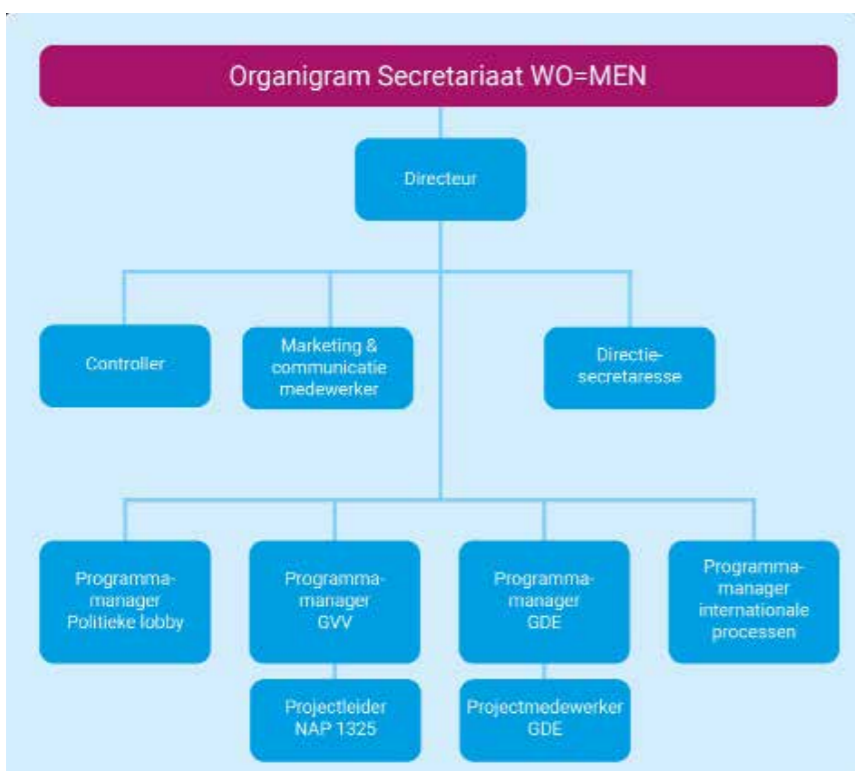 Organigram Secretariaat WO=MEN
Directeur
Controller
Marketing &
communicatie
medewerker
Directie-
secretaresse
Programma-
manager
Politieke lobby
Programma-
manager
GVV
Programma-
manager
GDE
Programma-
manager
internationale
processen
Projectleider
NAP 1325
Projectmedewerker
GDE